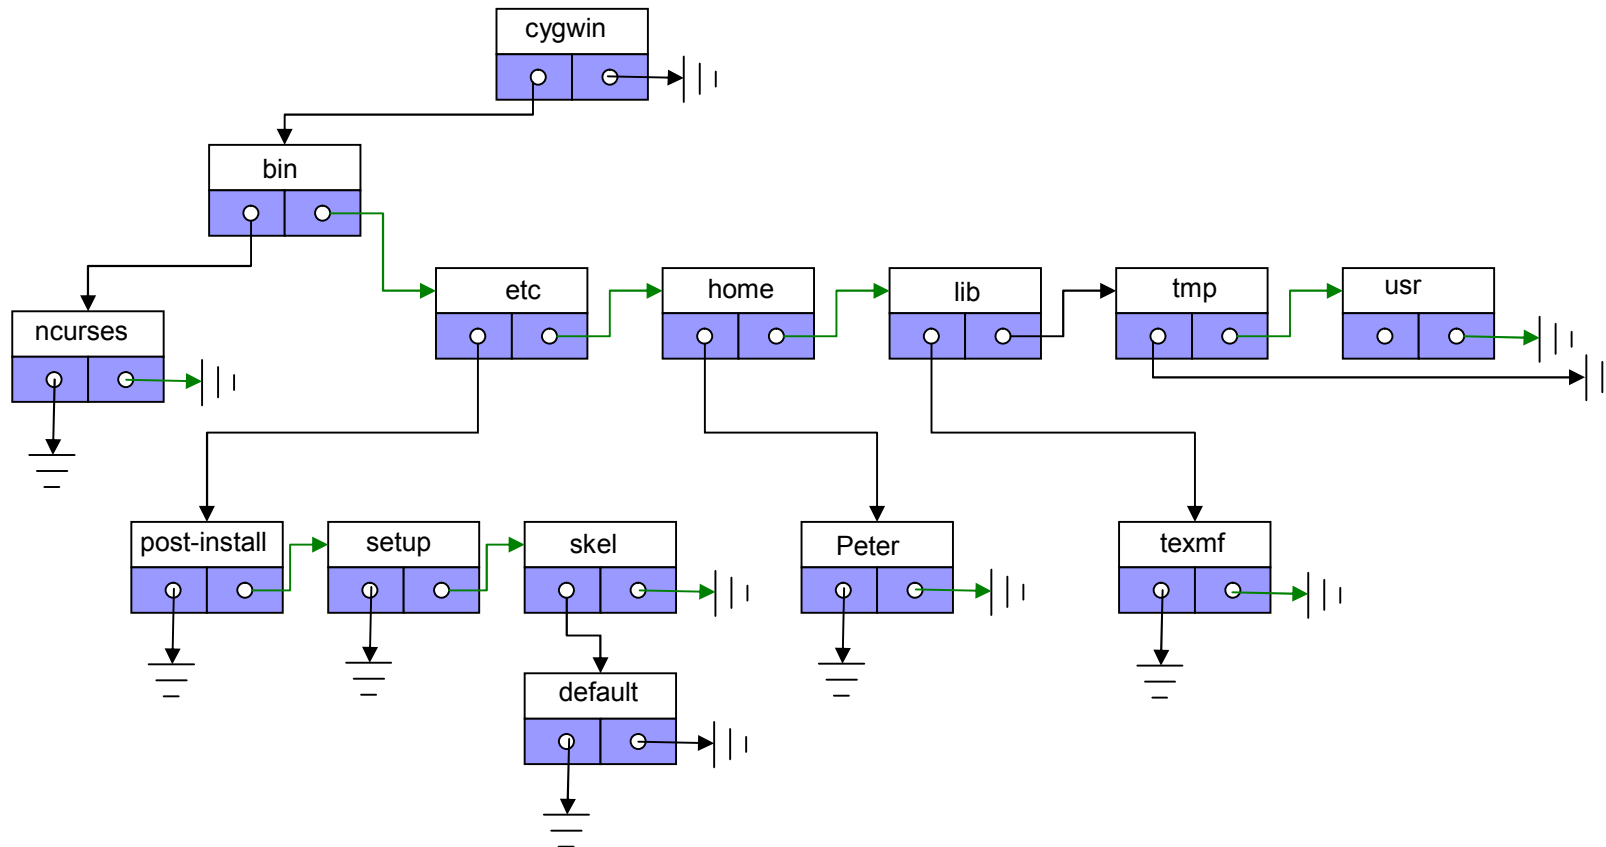 cygwin
bin
etc
home
lib
tmp
usr
ncurses
post-install
setup
skel
Peter
texmf
default